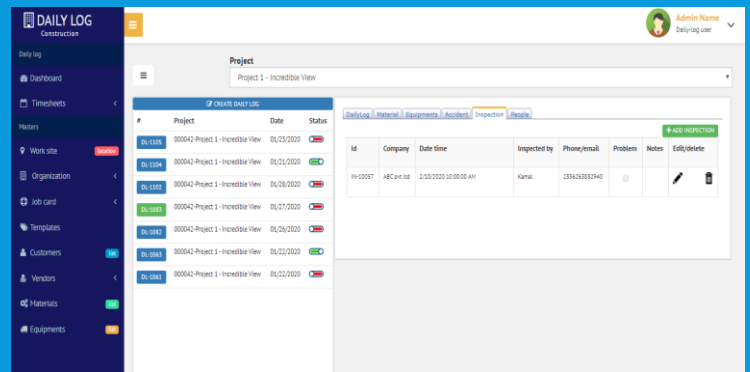 DAILY LOG
Construction
Admin Name
Daily-log user
Daily log
Dashboard
Timesheets
Masters
Work site location
Organization
Job card
Templates
Customers list
Vendors
Materials list
Equipments
Project
Project 1 - Incredible View
CREATE DAILY LOG
# Project Date Status
DL-1105 000042-Project 1 - Incredible View 01/23/2020
DL-1104 000042-Project 1 - Incredible View 01/21/2020
DL-1102 000042-Project 1 - Incredible View 01/28/2020
000042-Project 1 - Incredible View 01/27/2020
DL-1082 000042-Project 1 - Incredible View 01/26/2020
DL-1063 000042-Project 1 - Incredible View 01/22/2020
DL-1061 000042-Project 1 - Incredible View 01/22/2020
DailyLog Material Equipments Accident Inspection People
+ ADD INSPECTION
Id Company Date time Inspected by Phone/email Problem Notes Edit/delete
IN-10057 ABC pvt ltd 2/10/2020 10:00:00 AM Kamal 2536263882940